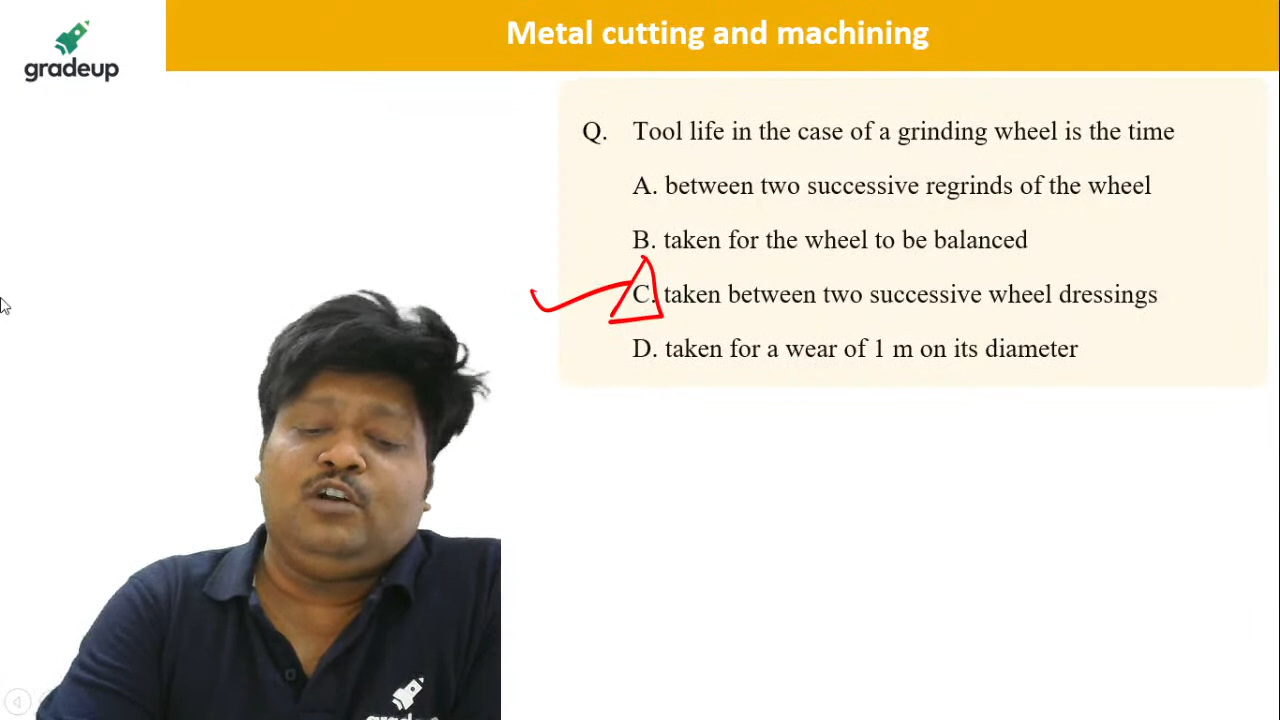 gradeup
Metal cutting and machining
Q. Tool life in the case of a grinding wheel is the time
A. between two successive regrinds of the wheel
B. taken for the wheel to be balanced
C. taken between two successive wheel dressings
D. taken for a wear of 1 m on its diameter
gradeup